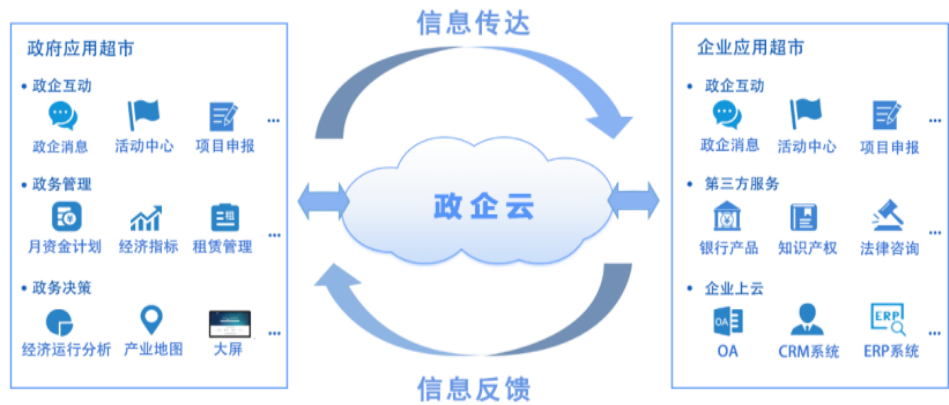 信息传达
政府应用超市
• 政企互动
政企消息 活动中心 项目申报 ...
• 政务管理
月资金计划 经济指标 租赁管理 ...
租
• 政务决策
经济运行分析 产业地图 大屏 ...
政企云
企业应用超市
• 政企互动
政企消息 活动中心 项目申报 ...
• 第三方服务
银行产品 知识产权 法律咨询 ...
• 企业上云
OA
ERP
OA CRM系统 ERP系统 ...
信息反馈